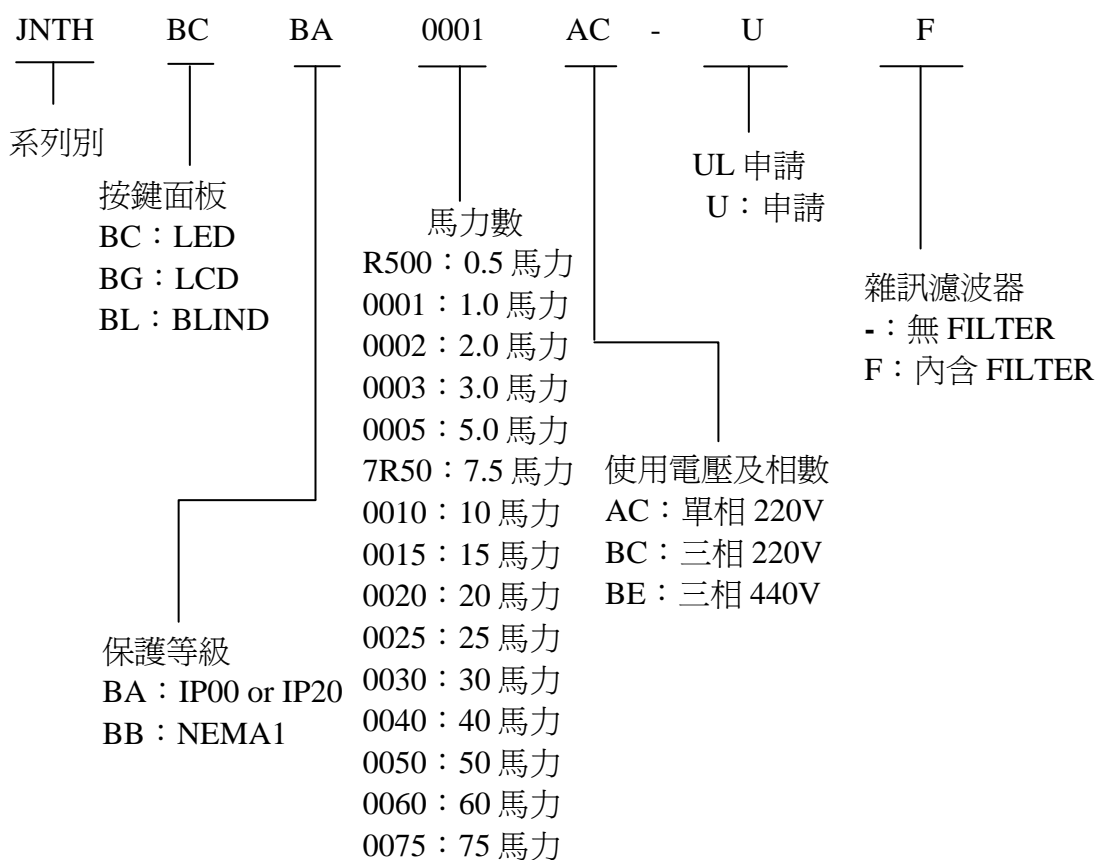 JNTH BC BA 0001 AC - U F
系列別
按鍵面板
BC：LED
BG：LCD
BL：BLIND
保護等級
BA：IP00 or IP20
BB：NEMA1
馬力數
R500：0.5 馬力
0001：1.0 馬力
0002：2.0 馬力
0003：3.0 馬力
0005：5.0 馬力
7R50：7.5 馬力
0010：10 馬力
0015：15 馬力
0020：20 馬力
0025：25 馬力
0030：30 馬力
0040：40 馬力
0050：50 馬力
0060：60 馬力
0075：75 馬力
使用電壓及相數
AC：單相 220V
BC：三相 220V
BE：三相 440V
UL 申請
U：申請
雜訊濾波器
-：無 FILTER
F：內含 FILTER